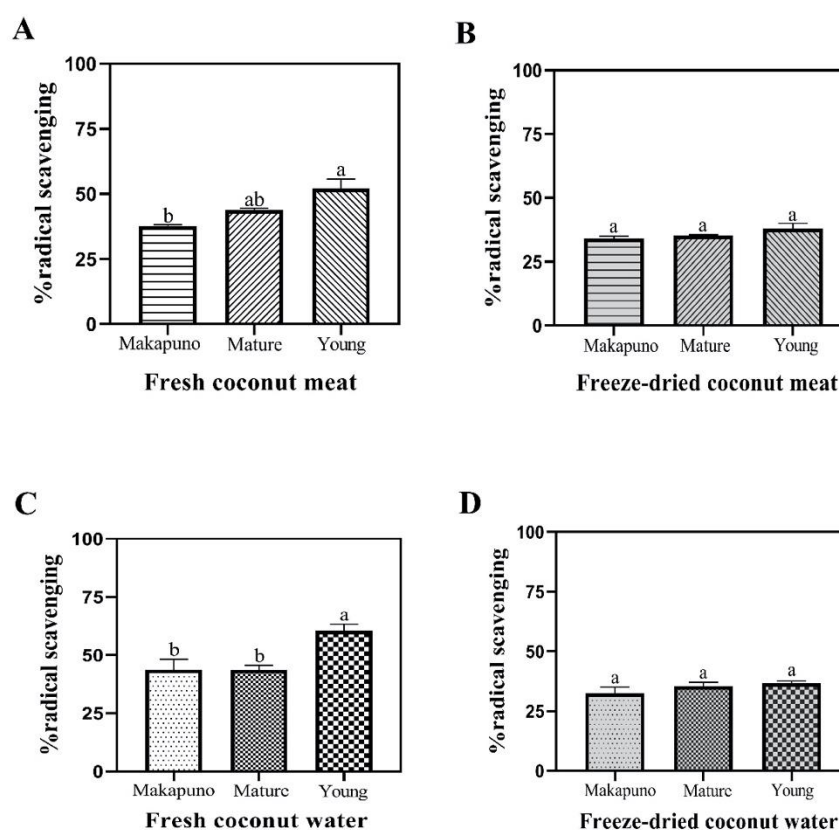 A
%radical scavenging
100
75
50
25
0
b
ab
a
Makapuno Mature Young
Fresh coconut meat
B
%radical scavenging
100
75
50
25
0
a
a
a
Makapuno Mature Young
Freeze-dried coconut meat
C
%radical scavenging
100
75
50
25
0
b
b
a
Makapuno Mature Young
Fresh coconut water
D
%radical scavenging
100
75
50
25
0
a
a
a
Makapuno Mature Young
Freeze-dried coconut water